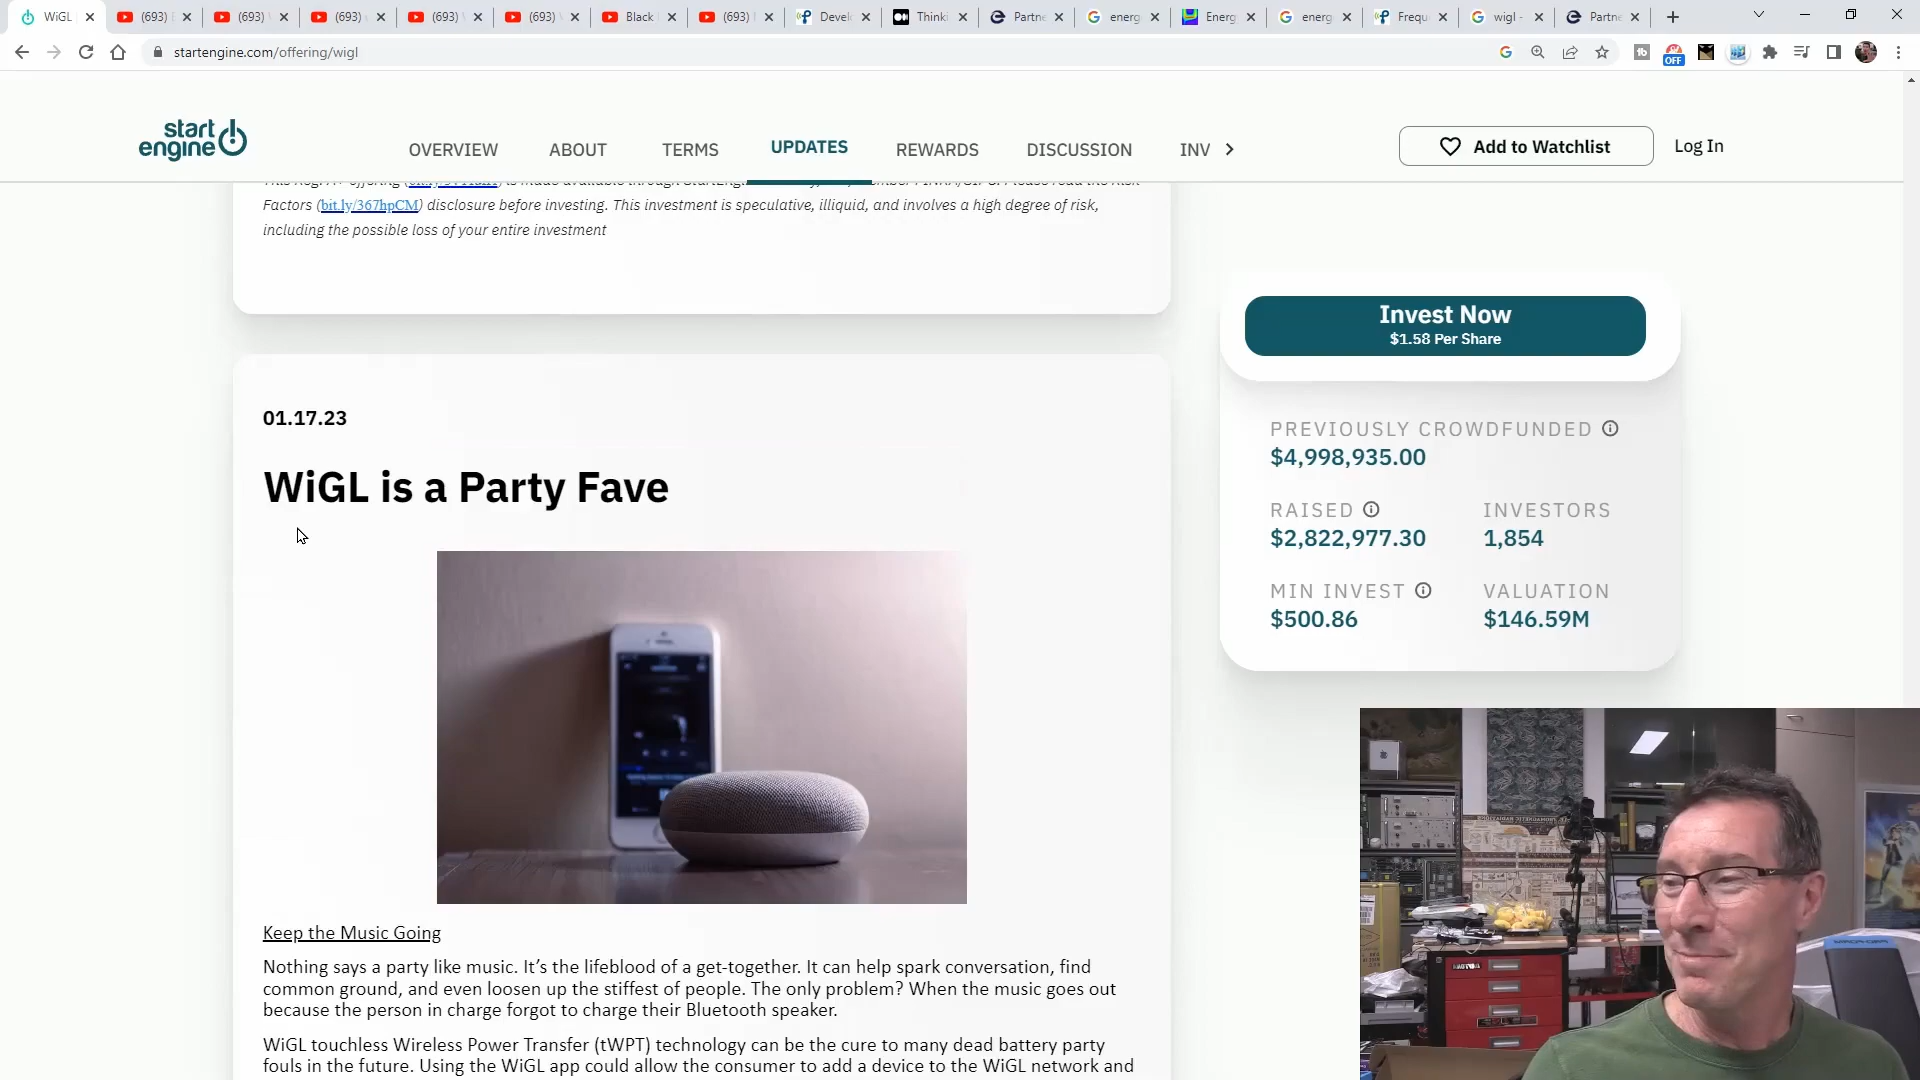 WiGL
(693)
(693)
(693)
(693)
(693)
Black
(693)
Develo
Thinki
Partne
energ
Energ
energ
Frequ
wigl -
Partne
startengine.com/offering/wigl
OFF
start
engine
OVERVIEW
ABOUT
TERMS
UPDATES
REWARDS
DISCUSSION
INV
Add to Watchlist
Log In
Factors (bit.ly/367hpCM) disclosure before investing. This investment is speculative, illiquid, and involves a high degree of risk,
including the possible loss of your entire investment
Invest Now
$1.58 Per Share
PREVIOUSLY CROWDFUNDED
$4,998,935.00
RAISED
$2,822,977.30
INVESTORS
1,854
MIN INVEST
$500.86
VALUATION
$146.59M
01.17.23
WiGL is a Party Fave
Keep the Music Going
Nothing says a party like music. It’s the lifeblood of a get-together. It can help spark conversation, find
common ground, and even loosen up the stiffest of people. The only problem? When the music goes out
because the person in charge forgot to charge their Bluetooth speaker.
WiGL touchless Wireless Power Transfer (tWPT) technology can be the cure to many dead battery party
fouls in the future. Using the WiGL app could allow the consumer to add a device to the WiGL network and